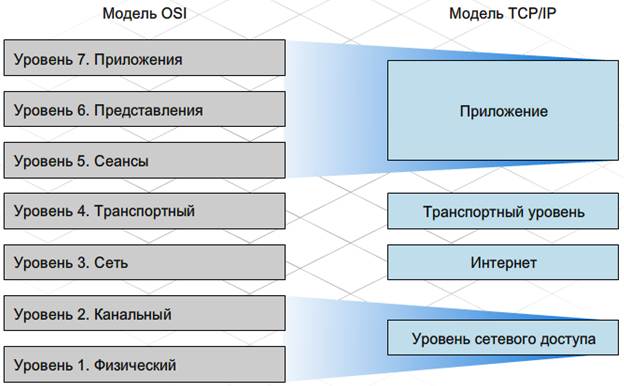 Модель OSI
Модель TCP/IP
Уровень 7. Приложения
Уровень 6. Представления
Уровень 5. Сеансы
Уровень 4. Транспортный
Уровень 3. Сеть
Уровень 2. Канальный
Уровень 1. Физический
Приложение
Транспортный уровень
Интернет
Уровень сетевого доступа